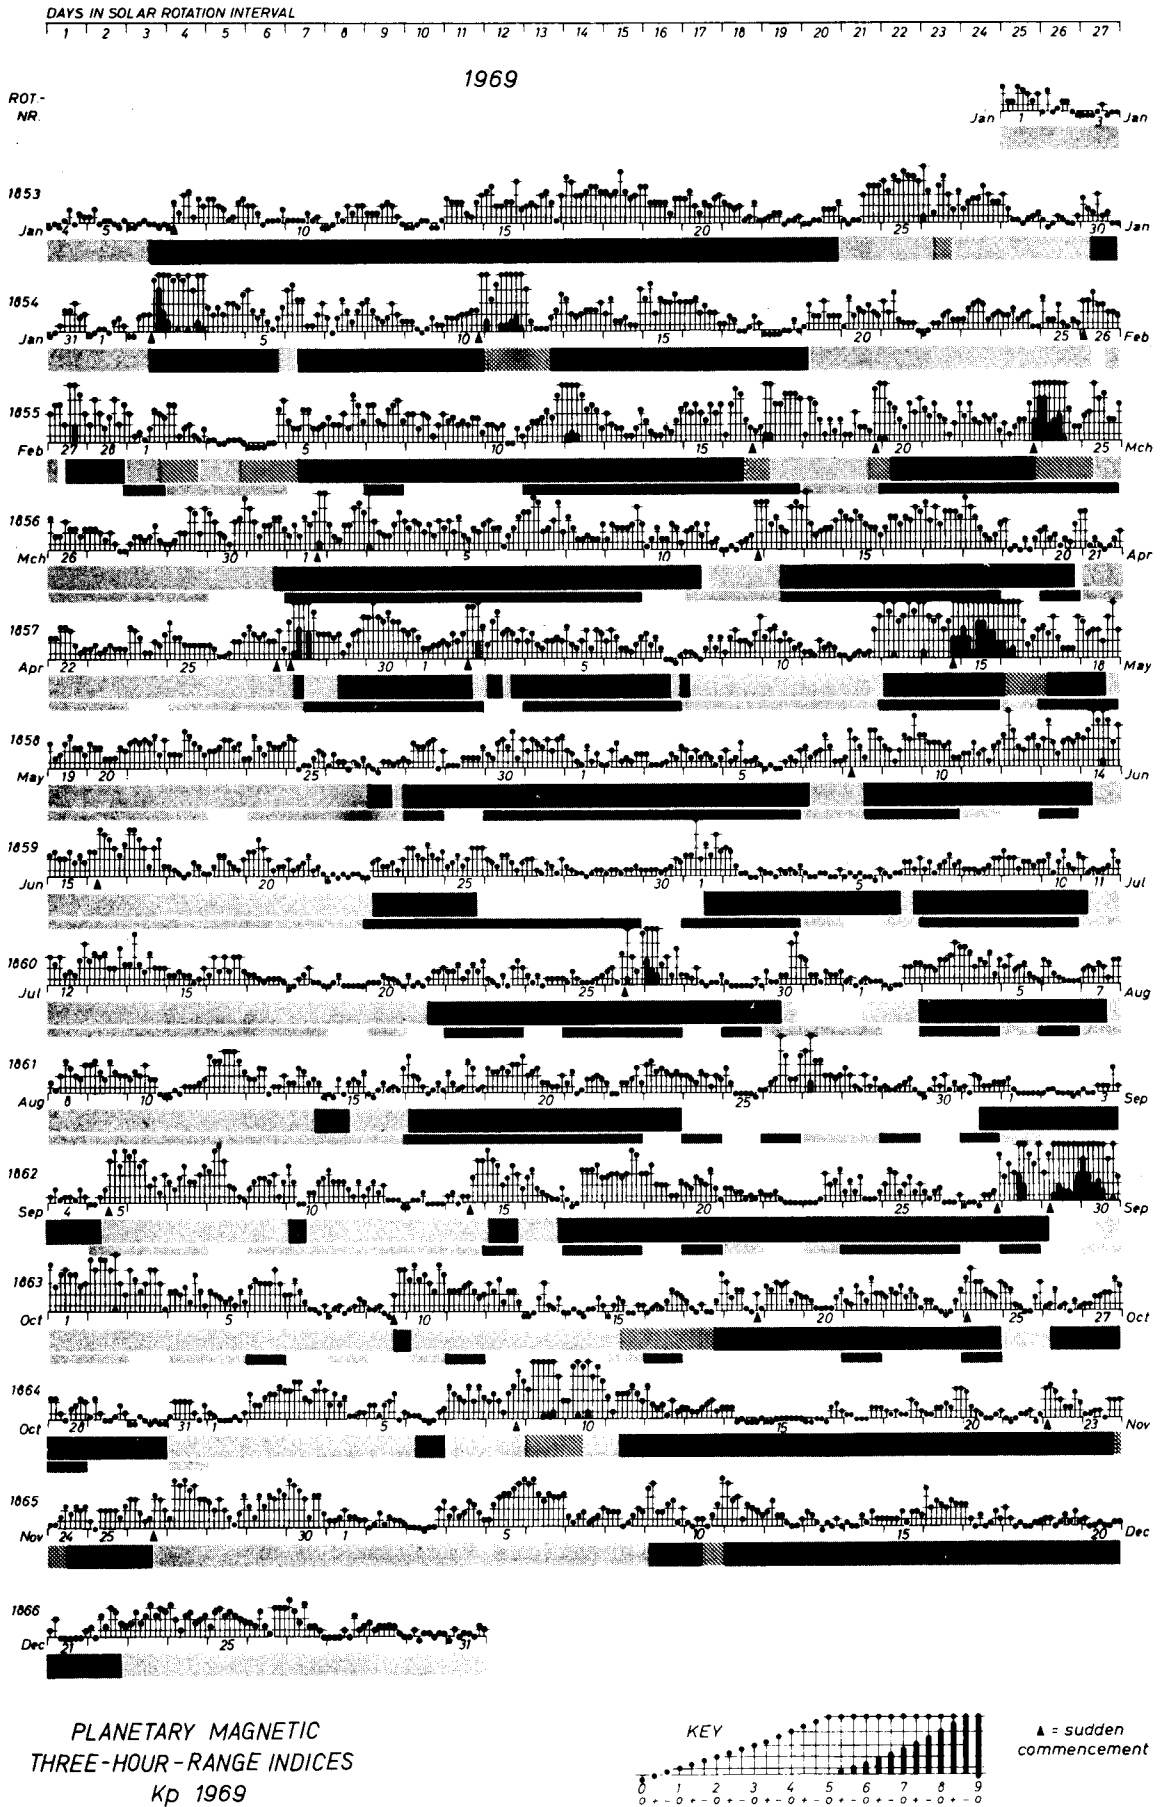 DAYS IN SOLAR ROTATION INTERVAL
1 2 3 4 5 6 7 8 9 10 11 12 13 14 15 16 17 18 19 20 21 22 23 24 25 26 27
1969
ROT.-
NR.
Jan 1 3 Jan
1853
Jan 4 5 10 15 20 25 30 Jan
1854
Jan 31 1 5 10 15 20 25 26 Feb
1855
Feb 27 28 1 5 10 15 20 25 Mch
1856
Mch 26 30 1 5 10 15 20 21 Apr
1857
Apr 22 25 30 1 5 10 15 18 May
1858
May 19 20 25 30 1 5 10 14 Jun
1859
Jun 15 20 25 30 1 5 10 11 Jul
1860
Jul 12 15 20 25 30 1 5 7 Aug
1861
Aug 8 10 15 20 25 30 1 3 Sep
1862
Sep 4 5 10 15 20 25 30 Sep
1863
Oct 1 5 10 15 20 25 27 Oct
1864
Oct 28 31 1 5 10 15 20 23 Nov
1865
Nov 24 25 30 1 5 10 15 20 Dec
1866
Dec 21 25 31
PLANETARY MAGNETIC
THREE-HOUR-RANGE INDICES
Kp 1969
KEY
0 1 2 3 4 5 6 7 8 9
o + - o + - o + - o + - o + - o + - o + - o + - o + - o
▲ = sudden
commencement